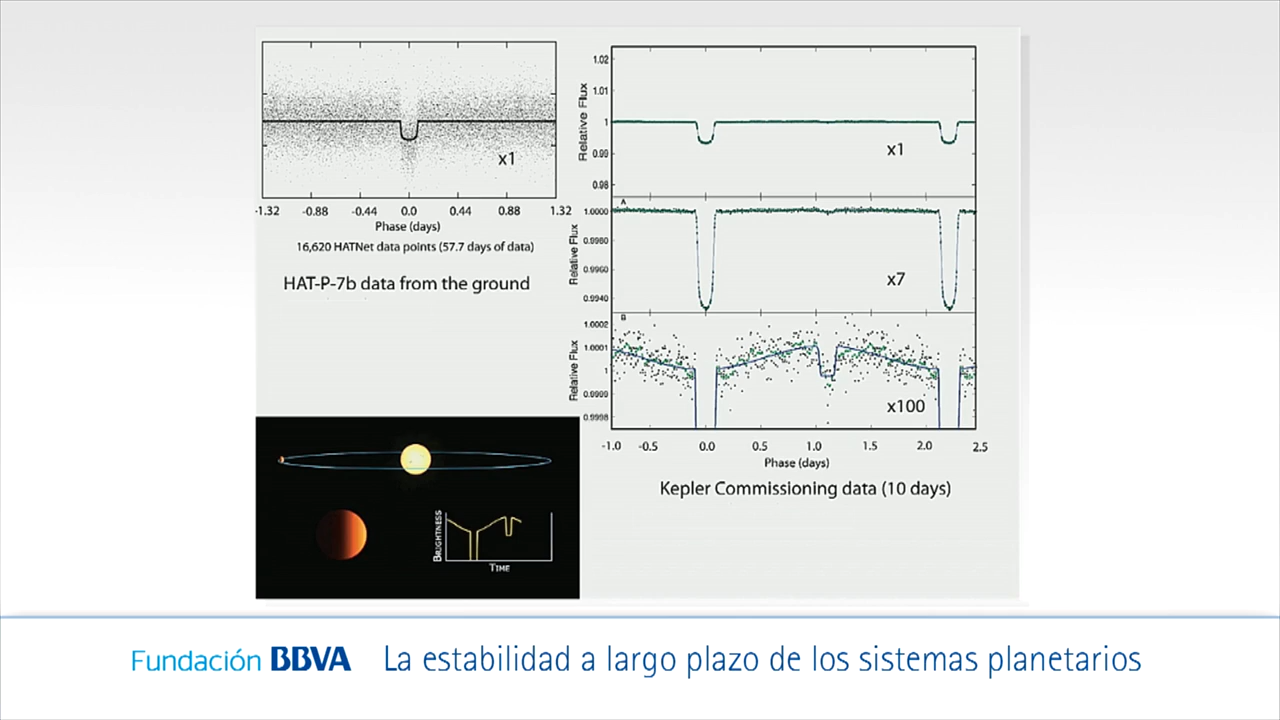 x1
-1.32 -0.88 -0.44 0.0 0.44 0.88 1.32
Phase (days)
16,620 HATNet data points (57.7 days of data)
HAT-P-7b data from the ground
Relative Flux
1.02
1.01
1
0.99
0.98
x1
A
Relative Flux
1.0000
0.9980
0.9960
0.9940
x7
B
Relative Flux
1.0002
1.0001
1
0.9999
0.9998
x100
-1.0 -0.5 0.0 0.5 1.0 1.5 2.0 2.5
Phase (days)
Kepler Commissioning data (10 days)
BRIGHTNESS
TIME
Fundación BBVA La estabilidad a largo plazo de los sistemas planetarios